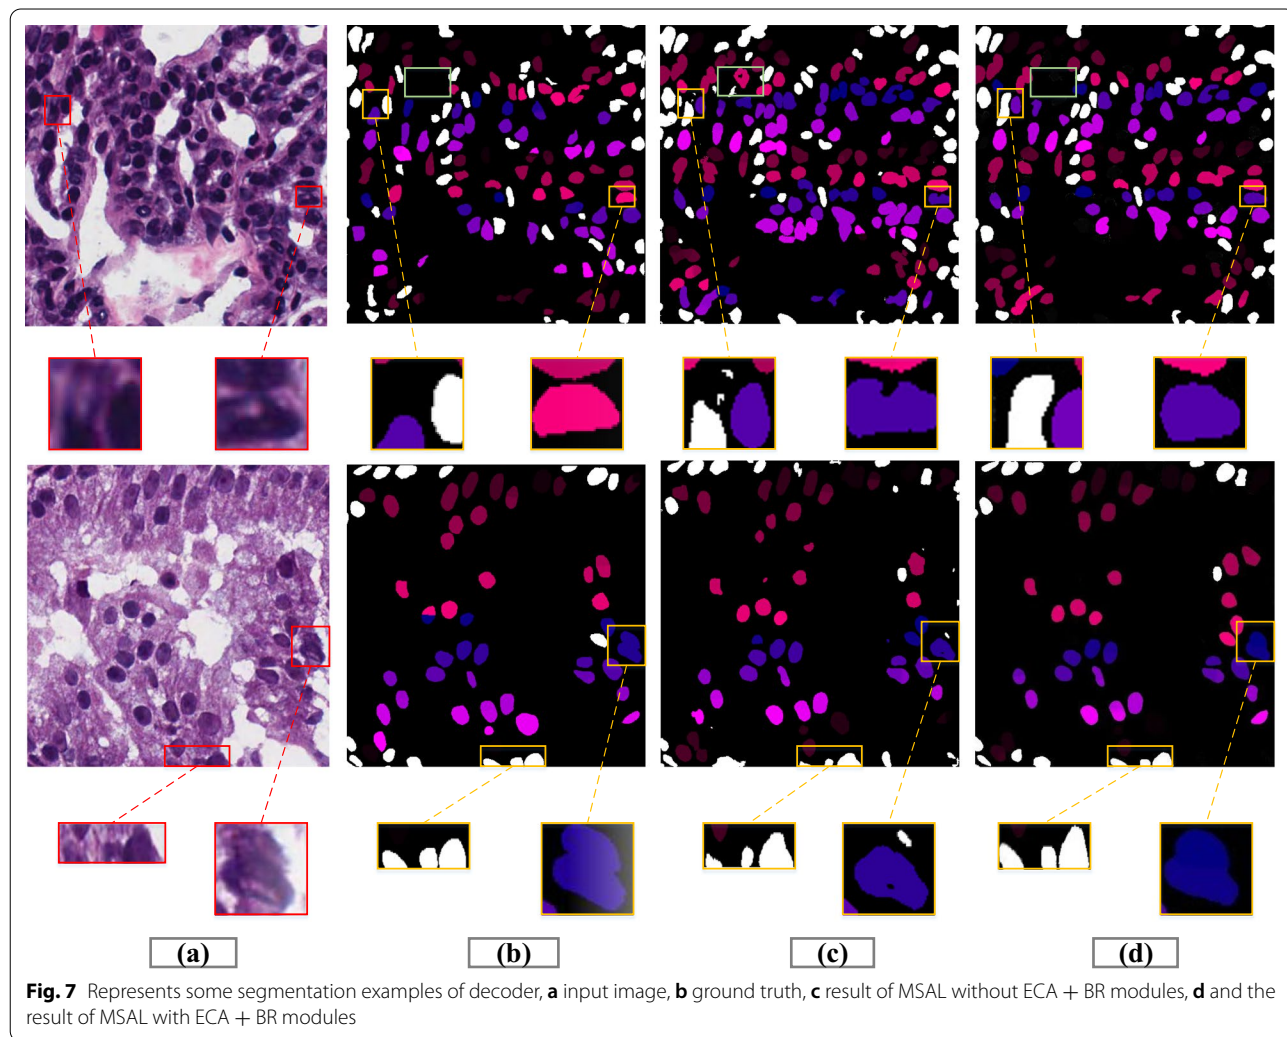 (a) (b) (c) (d)
Fig. 7 Represents some segmentation examples of decoder, a input image, b ground truth, c result of MSAL without ECA + BR modules, d and the
result of MSAL with ECA + BR modules